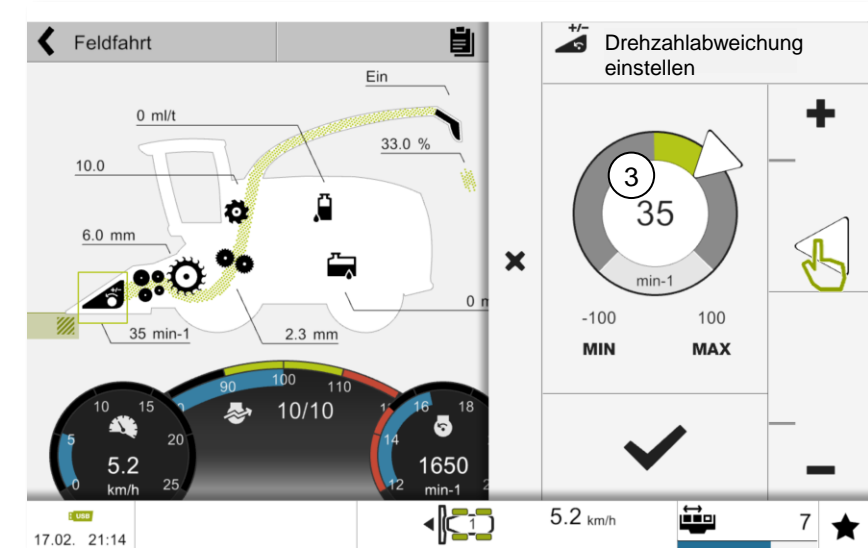 Feldfahrt
Ein
0 ml/t
33.0 %
10.0
6.0 mm
35 min-1
2.3 mm
90
100
110
10/10
0
5
10
15
20
25
5.2
km/h
12
14
16
18
1650
min-1
+/–
Drehzahlabweichung
einstellen
3
35
min-1
-100
100
MIN
MAX
USB
17.02. 21:14
1
5.2 km/h
7